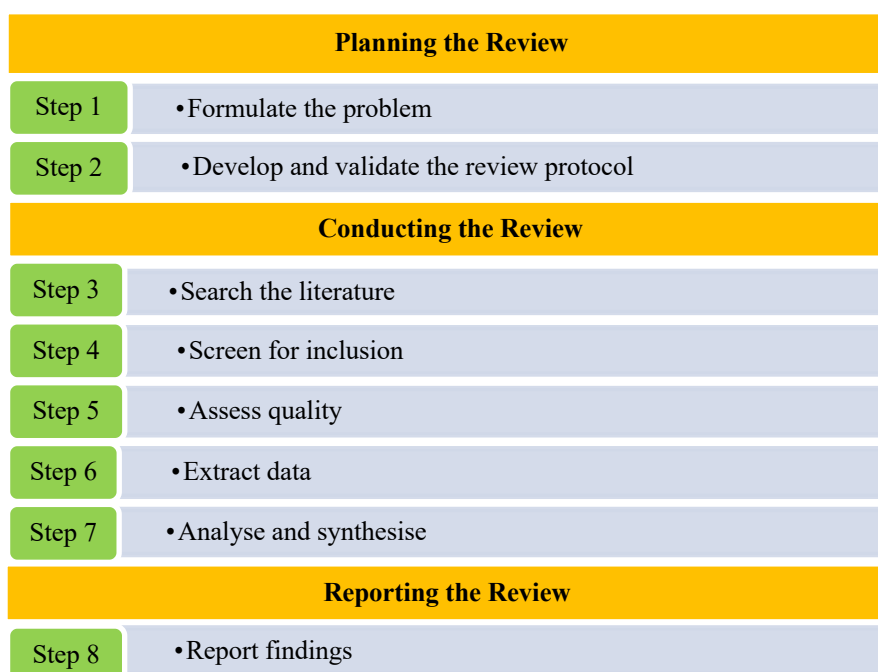 Planning the Review
Step 1 •Formulate the problem
Step 2 •Develop and validate the review protocol
Conducting the Review
Step 3 •Search the literature
Step 4 •Screen for inclusion
Step 5 •Assess quality
Step 6 •Extract data
Step 7 •Analyse and synthesise
Reporting the Review
Step 8 •Report findings